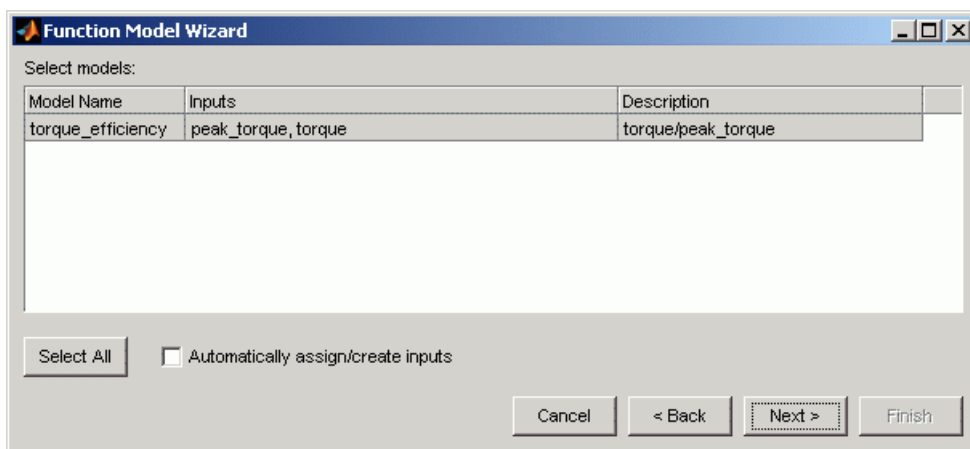 Function Model Wizard
Select models:
Model Name Inputs Description
torque_efficiency peak_torque, torque torque/peak_torque
Select All Automatically assign/create inputs
Cancel < Back Next > Finish